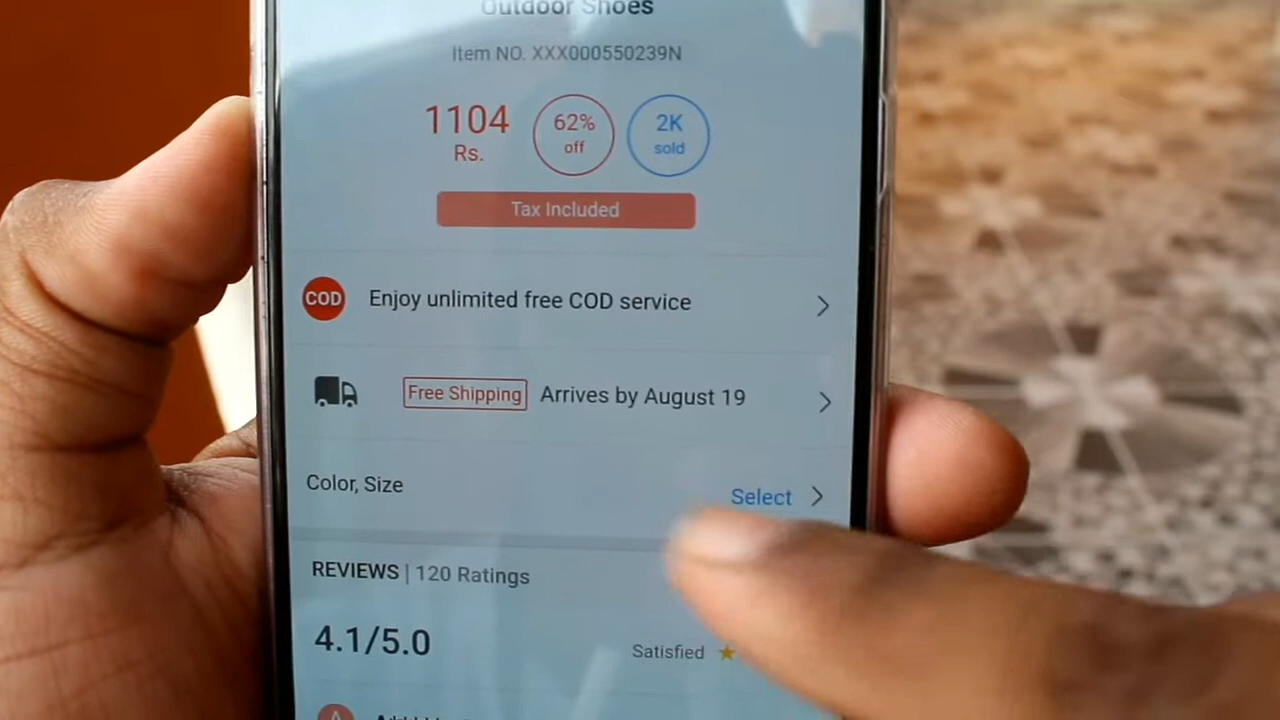 Outdoor Shoes
Item NO. XXX000550239N
1104
Rs.
62%
off
2K
sold
Tax Included
COD
Enjoy unlimited free COD service
Free Shipping
Arrives by August 19
Color, Size
Select
REVIEWS | 120 Ratings
4.1/5.0
Satisfied